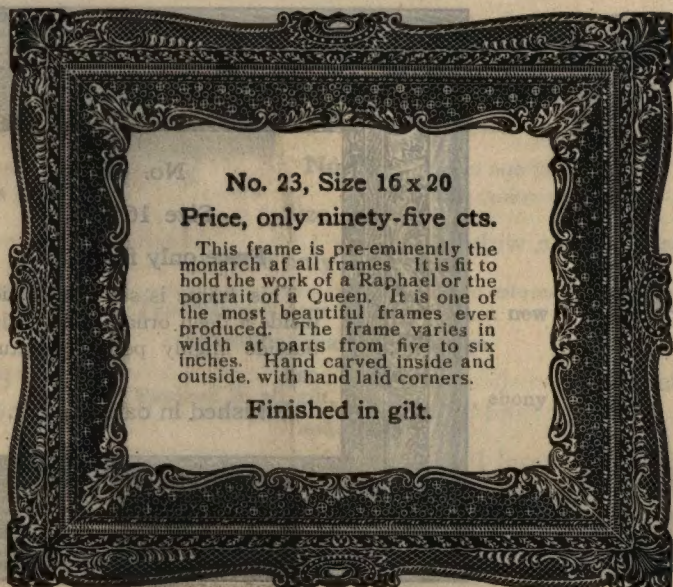 No. 23, Size 16 x 20
Price, only ninety-five cts.
This frame is pre-eminently the
monarch af all frames It is fit to
hold the work of a Raphael or the
portrait of a Queen. It is one of
the most beautiful frames ever
produced. The frame varies in
width at parts from five to six
inches. Hand carved inside and
outside, with hand laid corners.
Finished in gilt.